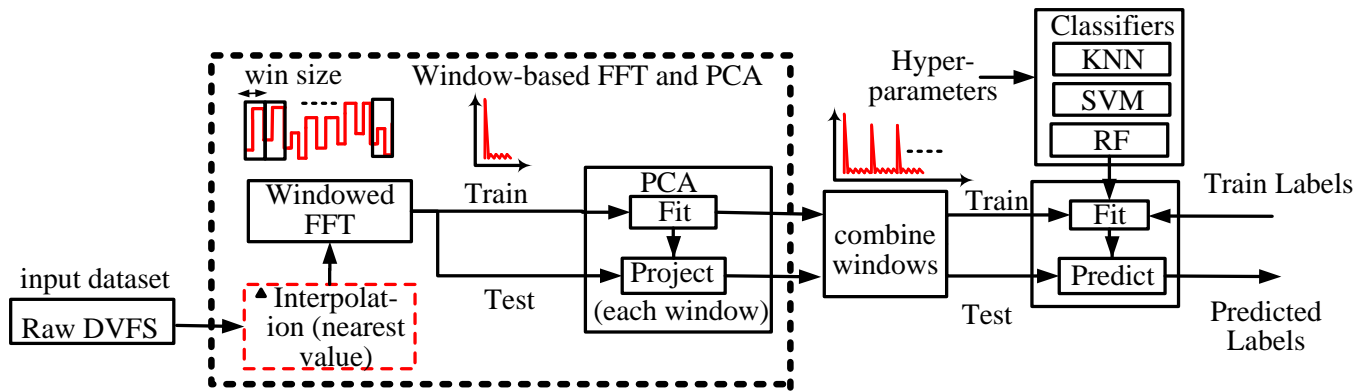 input dataset
Raw DVFS
win size
Window-based FFT and PCA
Windowed
FFT
Interpolat-
ion (nearest
value)
Train
Test
PCA
Fit
Project
(each window)
combine
windows
Hyper-
parameters
Classifiers
KNN
SVM
RF
Train
Test
Fit
Predict
Train Labels
Predicted
Labels